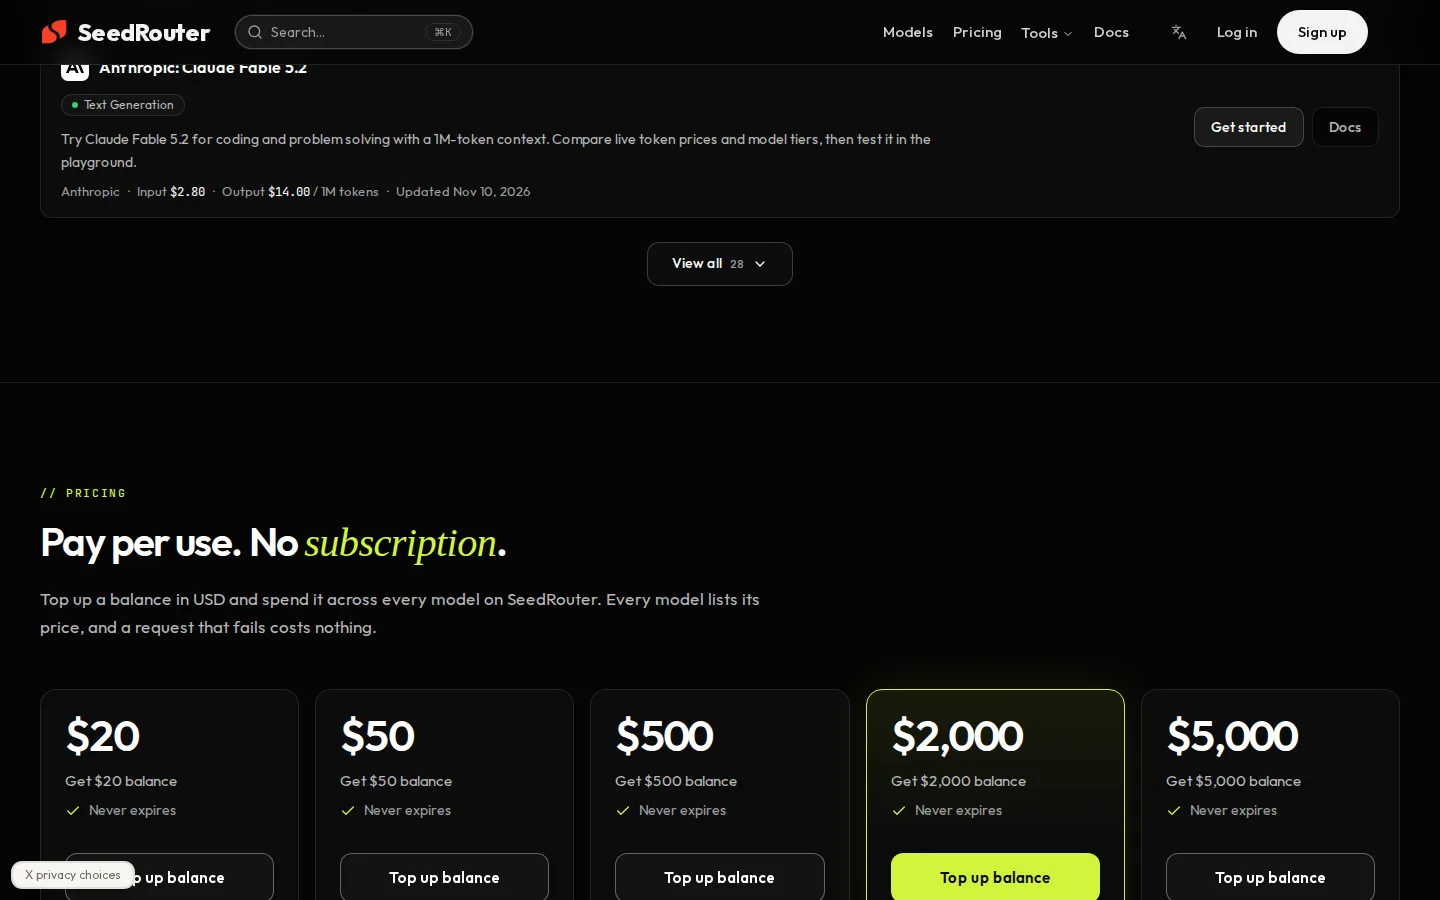 SeedRouter
Search...
⌘K
Models
Pricing
Tools
Docs
Log in
Sign up
Anthropic: Claude Fable 5.2
Text Generation
Try Claude Fable 5.2 for coding and problem solving with a 1M-token context. Compare live token prices and model tiers, then test it in the
playground.
Anthropic · Input $2.80 · Output $14.00 / 1M tokens · Updated Nov 10, 2026
Get started
Docs
View all 28
// PRICING
Pay per use. No subscription.
Top up a balance in USD and spend it across every model on SeedRouter. Every model lists its
price, and a request that fails costs nothing.
$20
Get $20 balance
Never expires
p up balance
$50
Get $50 balance
Never expires
Top up balance
$500
Get $500 balance
Never expires
Top up balance
$2,000
Get $2,000 balance
Never expires
Top up balance
$5,000
Get $5,000 balance
Never expires
Top up balance
X privacy choices